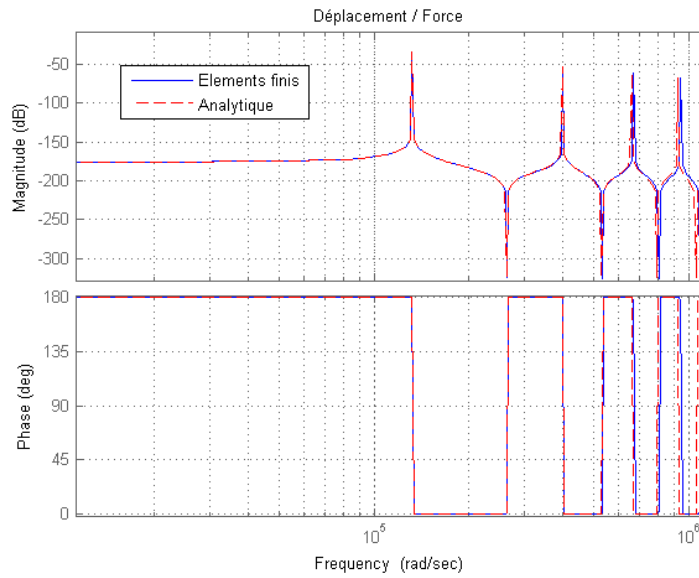 Déplacement / Force
-50
-100
-150
-200
-250
-300
Magnitude (dB)
Elements finis
Analytique
180
135
90
45
0
Phase (deg)
10^5
10^6
Frequency (rad/sec)